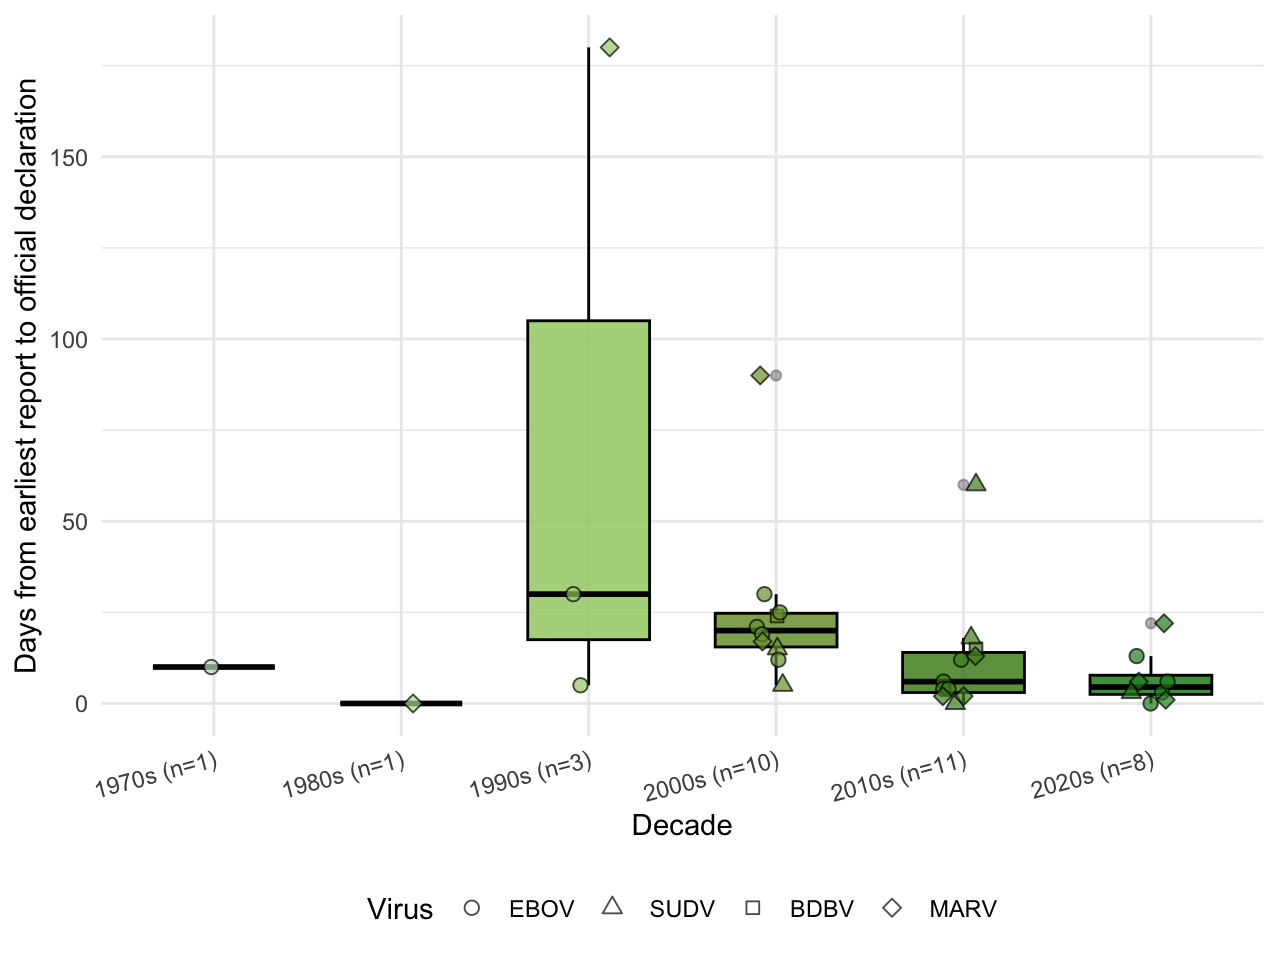 Days from earliest report to official declaration
150
100
50
0
1970s (n=1)
1980s (n=1)
1990s (n=3)
2000s (n=10)
2010s (n=11)
2020s (n=8)
Decade
Virus EBOV SUDV BDBV MARV